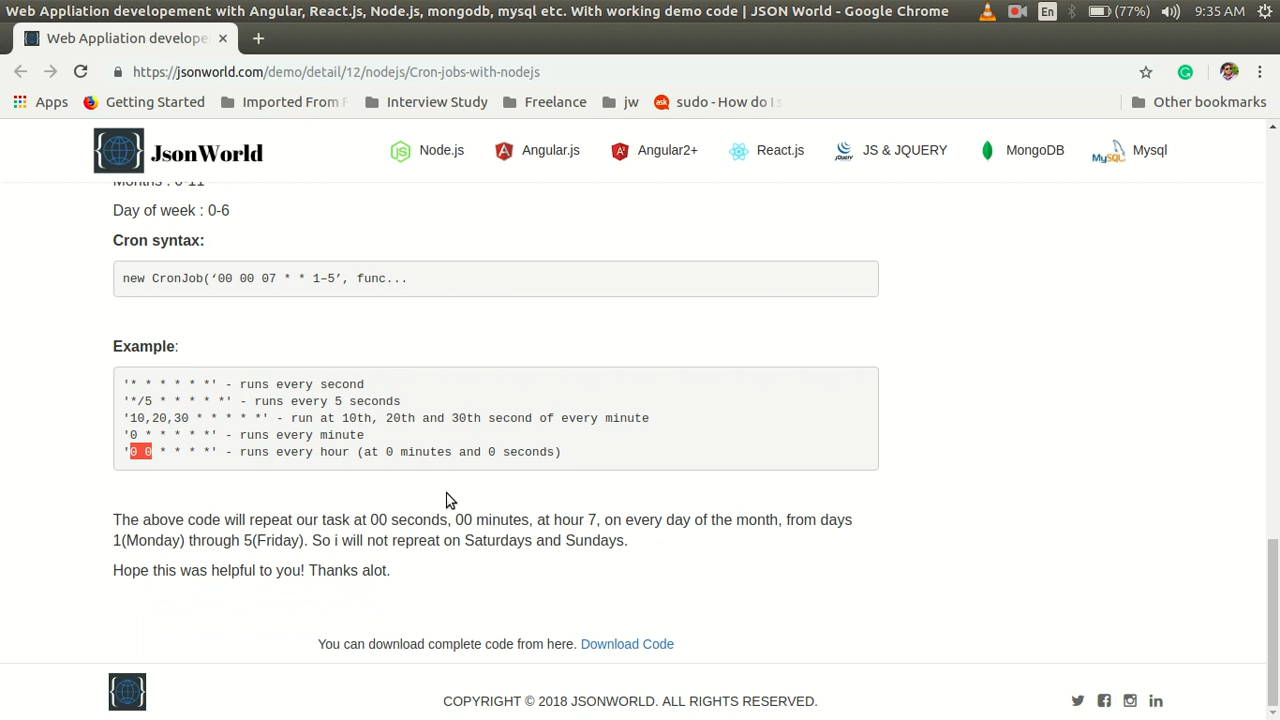 Web Appliation developement with Angular, React.js, Node.js, mongodb, mysql etc. With working demo code | JSON World - Google Chrome
En
(77%)
9:35 AM
Web Appliation develope
https://jsonworld.com/demo/detail/12/nodejs/Cron-jobs-with-nodejs
Apps
Getting Started
Imported From F
Interview Study
Freelance
jw
ask
sudo - How do I s
Other bookmarks
JsonWorld
Node.js
Angular.js
Angular2+
React.js
JS & JQUERY
MongoDB
Mysql
Months : 0-11
Day of week : 0-6
Cron syntax:
new CronJob(‘00 00 07 * * 1–5’, func...
Example:
'* * * * * *' - runs every second
'*/5 * * * * *' - runs every 5 seconds
'10,20,30 * * * * *' - run at 10th, 20th and 30th second of every minute
'0 * * * * *' - runs every minute
'0 0 * * * *' - runs every hour (at 0 minutes and 0 seconds)
The above code will repeat our task at 00 seconds, 00 minutes, at hour 7, on every day of the month, from days
1(Monday) through 5(Friday). So i will not repreat on Saturdays and Sundays.
Hope this was helpful to you! Thanks alot.
You can download complete code from here. Download Code
COPYRIGHT © 2018 JSONWORLD. ALL RIGHTS RESERVED.